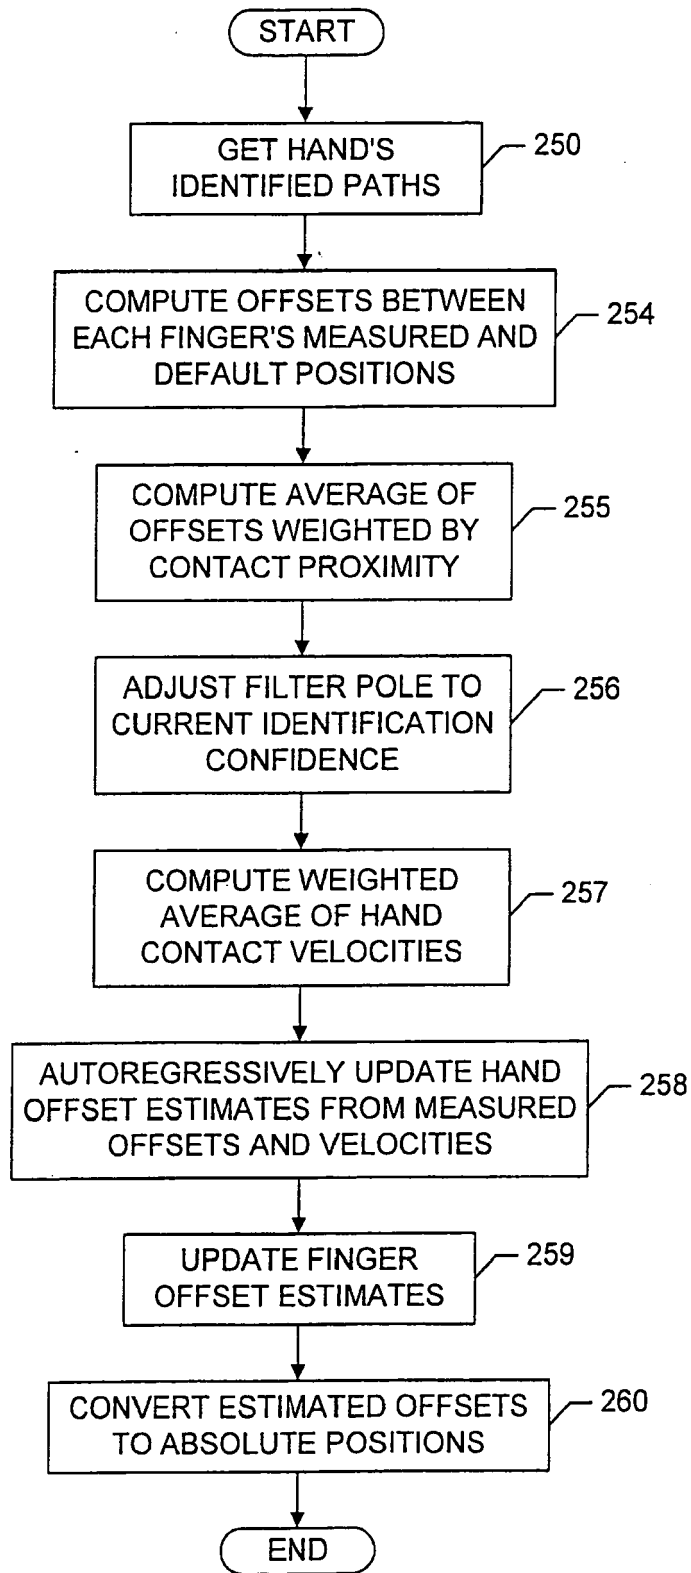 START
GET HAND'S
IDENTIFIED PATHS
250
COMPUTE OFFSETS BETWEEN
EACH FINGER'S MEASURED AND
DEFAULT POSITIONS
254
COMPUTE AVERAGE OF
OFFSETS WEIGHTED BY
CONTACT PROXIMITY
255
ADJUST FILTER POLE TO
CURRENT IDENTIFICATION
CONFIDENCE
256
COMPUTE WEIGHTED
AVERAGE OF HAND
CONTACT VELOCITIES
257
AUTOREGRESSIVELY UPDATE HAND
OFFSET ESTIMATES FROM MEASURED
OFFSETS AND VELOCITIES
258
UPDATE FINGER
OFFSET ESTIMATES
259
CONVERT ESTIMATED OFFSETS
TO ABSOLUTE POSITIONS
260
END